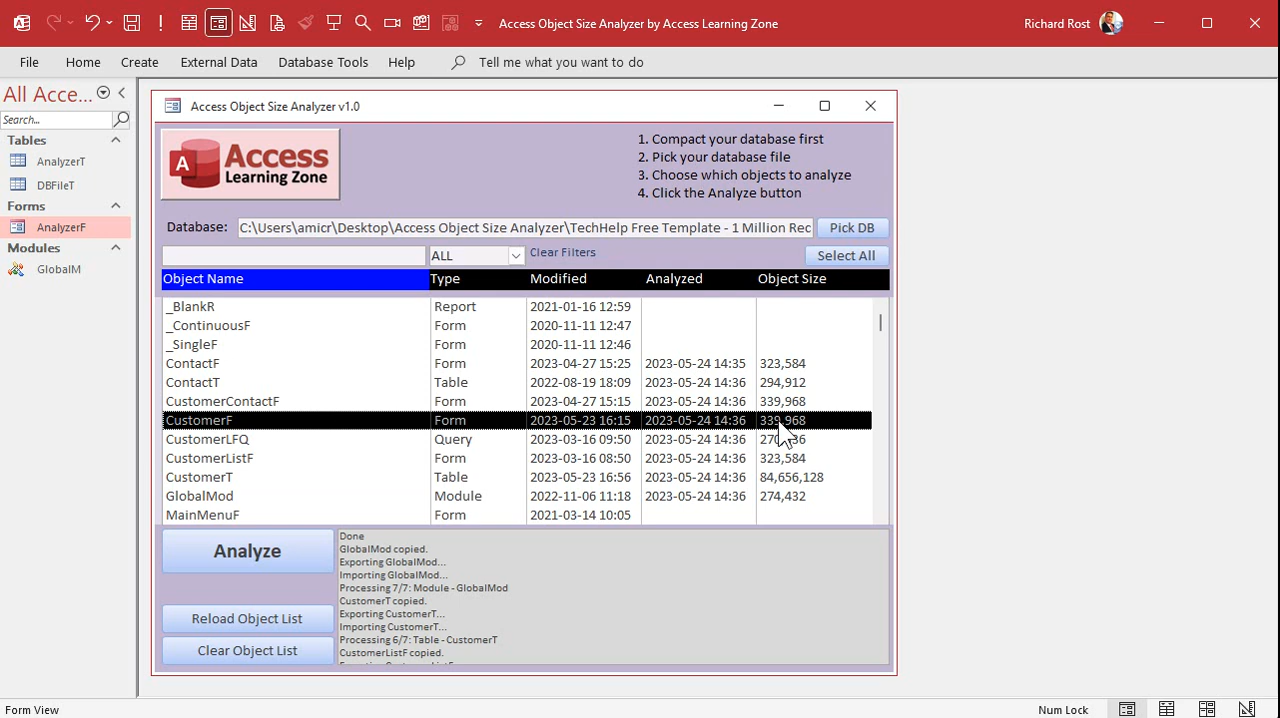 Access Object Size Analyzer by Access Learning Zone
Richard Rost
File Home Create External Data Database Tools Help Tell me what you want to do
All Acce...
Search...
Tables
AnalyzerT
DBFileT
Forms
AnalyzerF
Modules
GlobalM
Access Object Size Analyzer v1.0
A Access
Learning Zone
1. Compact your database first
2. Pick your database file
3. Choose which objects to analyze
4. Click the Analyze button
Database: C:\Users\amicr\Desktop\Access Object Size Analyzer\TechHelp Free Template - 1 Million Rec Pick DB
ALL Clear Filters Select All
Object Name Type Modified Analyzed Object Size
_BlankR Report 2021-01-16 12:59
_ContinuousF Form 2020-11-11 12:47
_SingleF Form 2020-11-11 12:46
ContactF Form 2023-04-27 15:25 2023-05-24 14:35 323,584
ContactT Table 2022-08-19 18:09 2023-05-24 14:36 294,912
CustomerContactF Form 2023-04-27 15:15 2023-05-24 14:36 339,968
CustomerF Form 2023-05-23 16:15 2023-05-24 14:36 339,968
CustomerLFQ Query 2023-03-16 09:50 2023-05-24 14:36
CustomerListF Form 2023-03-16 08:50 2023-05-24 14:36 323,584
CustomerT Table 2023-05-23 16:56 2023-05-24 14:36 84,656,128
GlobalMod Module 2022-11-06 11:18 2023-05-24 14:36 274,432
MainMenuF Form 2021-03-14 10:05
Analyze
Reload Object List
Clear Object List
Done
GlobalMod copied.
Exporting GlobalMod...
Importing GlobalMod...
Processing 7/7: Module - GlobalMod
CustomerT copied.
Exporting CustomerT...
Importing CustomerT...
Processing 6/7: Table - CustomerT
CustomerListF copied.
Form View
Num Lock